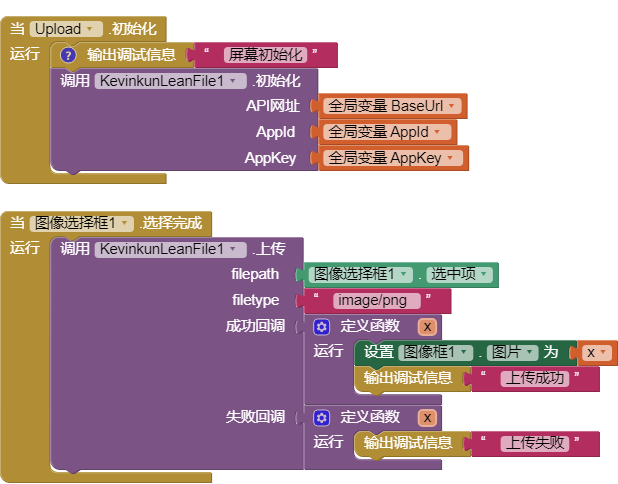 当 Upload .初始化
运行 ? 输出调试信息 “ 屏幕初始化 ”
调用 KevinkunLeanFile1 .初始化
API网址 全局变量 BaseUrl
AppId 全局变量 AppId
AppKey 全局变量 AppKey
当 图像选择框1 .选择完成
运行 调用 KevinkunLeanFile1 .上传
filepath 图像选择框1 . 选中项
filetype “ image/png ”
成功回调 定义函数 x
运行 设置 图像框1 . 图片 为 x
输出调试信息 “ 上传成功 ”
失败回调 定义函数 x
运行 输出调试信息 “ 上传失败 ”